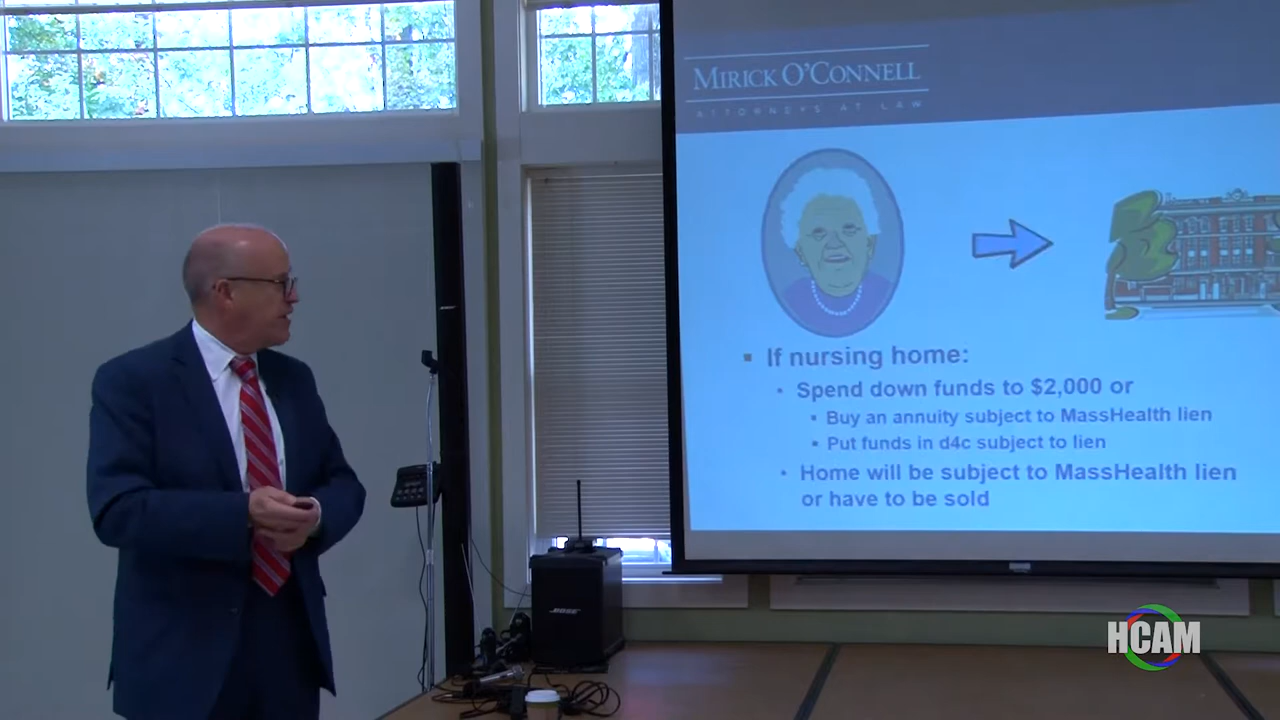 MIRICK O'CONNELL
ATTORNEYS AT LAW
If nursing home:
Spend down funds to $2,000 or
Buy an annuity subject to MassHealth lien
Put funds in d4c subject to lien
Home will be subject to MassHealth lien
or have to be sold
BOSE
HCAM